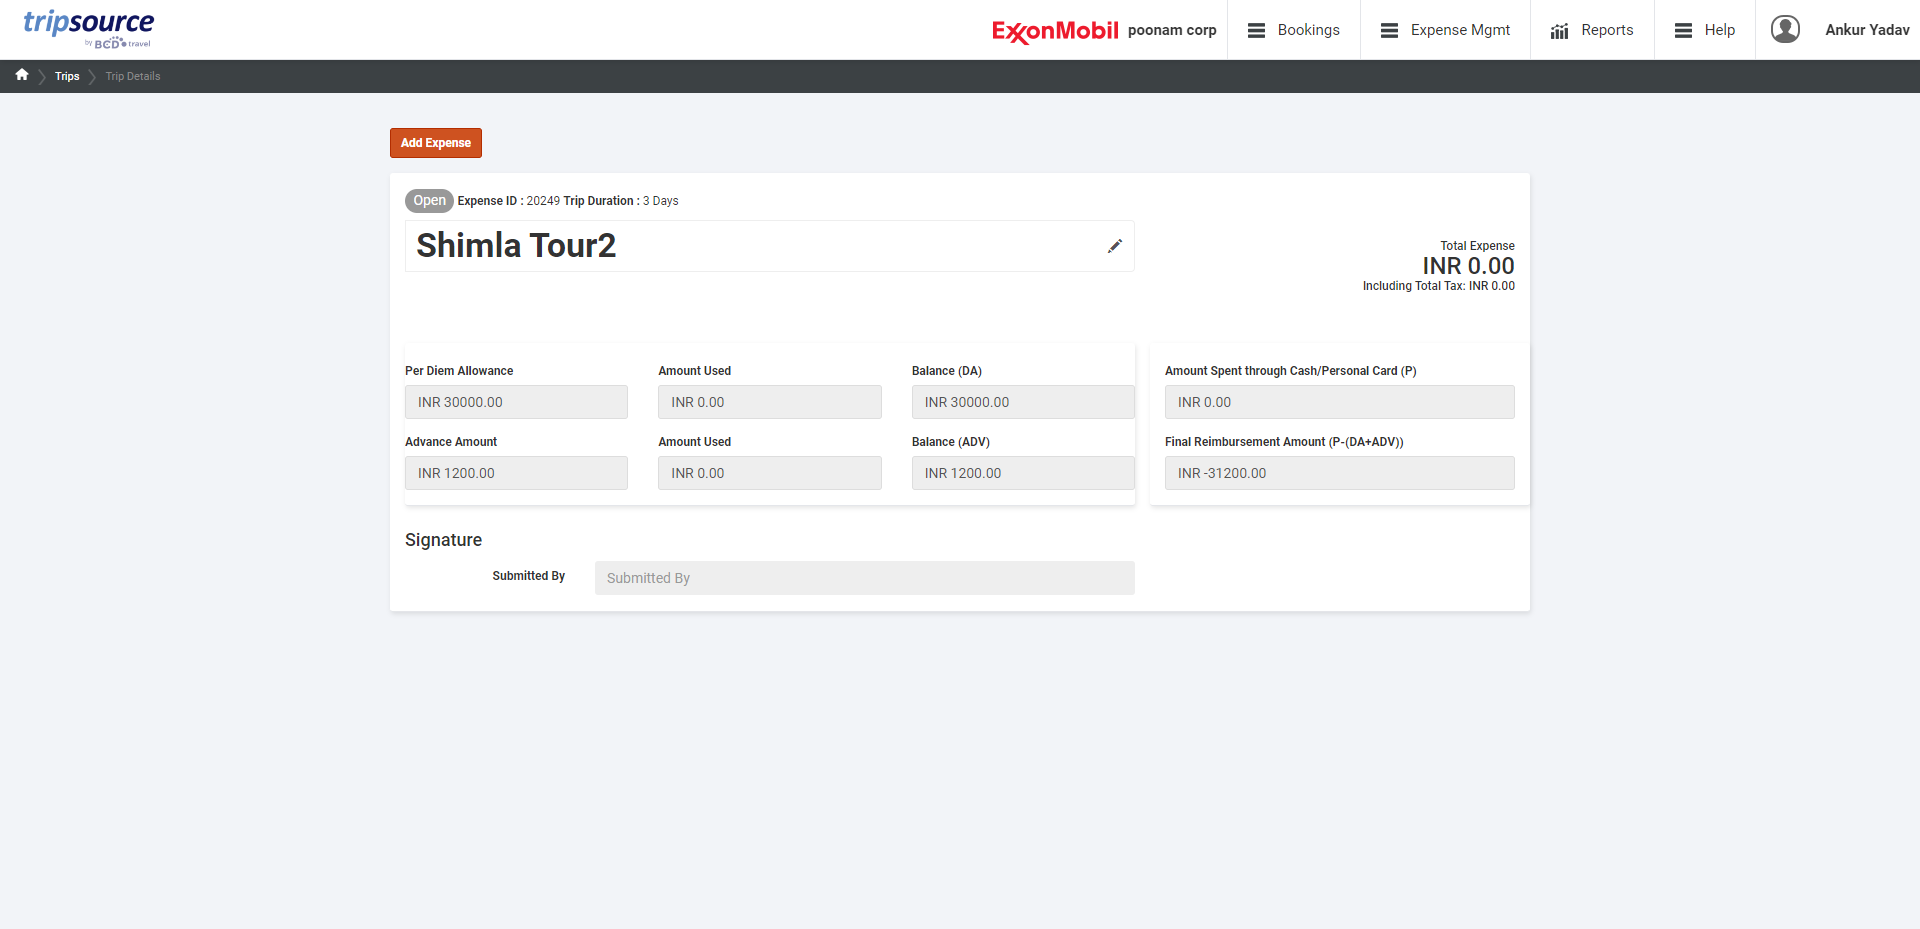 tripsource
by BCD travel
ExxonMobil poonam corp
Bookings
Expense Mgmt
Reports
Help
Ankur Yadav
Trips
Trip Details
Add Expense
Open Expense ID : 20249 Trip Duration : 3 Days
Shimla Tour2
Total Expense
INR 0.00
Including Total Tax: INR 0.00
Per Diem Allowance
INR 30000.00
Amount Used
INR 0.00
Balance (DA)
INR 30000.00
Advance Amount
INR 1200.00
Amount Used
INR 0.00
Balance (ADV)
INR 1200.00
Amount Spent through Cash/Personal Card (P)
INR 0.00
Final Reimbursement Amount (P-(DA+ADV))
INR -31200.00
Signature
Submitted By
Submitted By